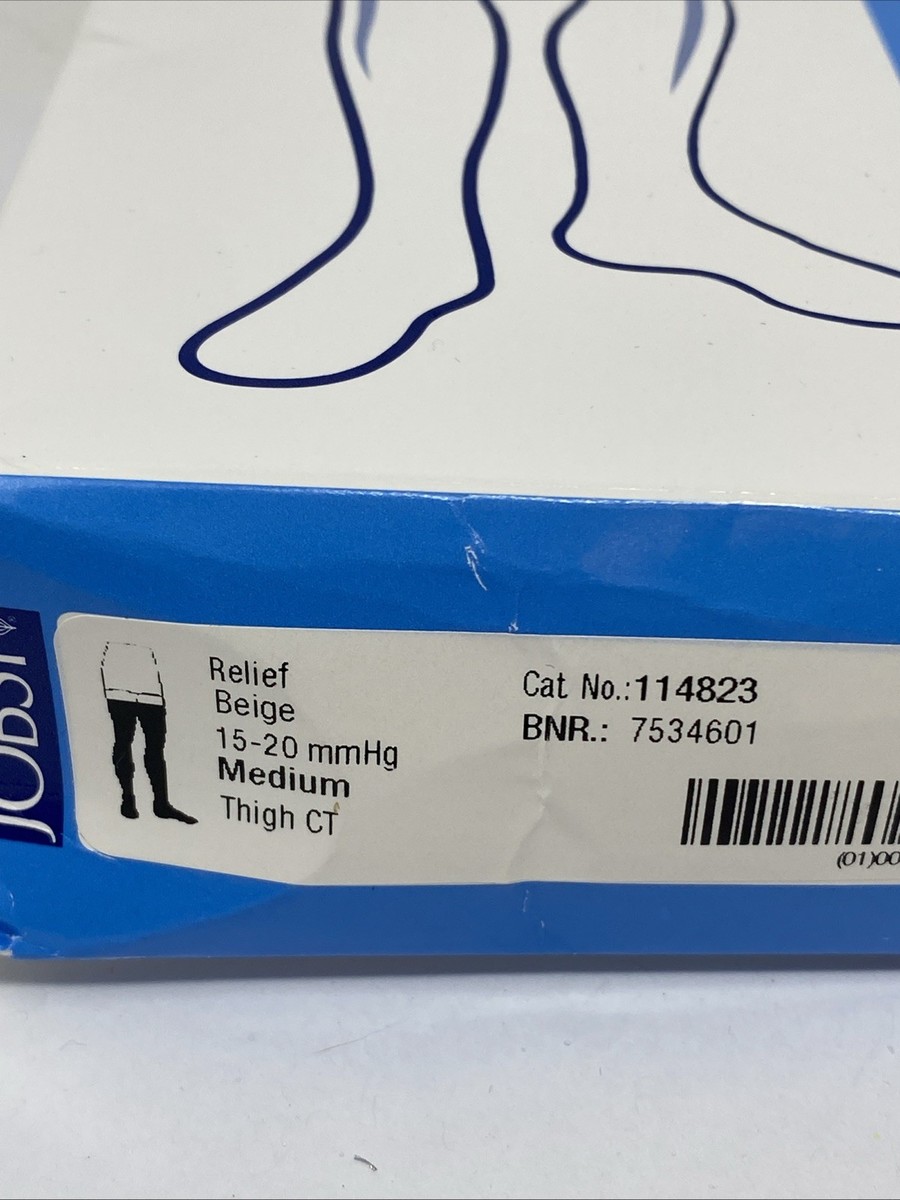 JOBST
Relief
Beige
15-20 mmHg
Medium
Thigh CT
Cat No.:114823
BNR.: 7534601
(01)00